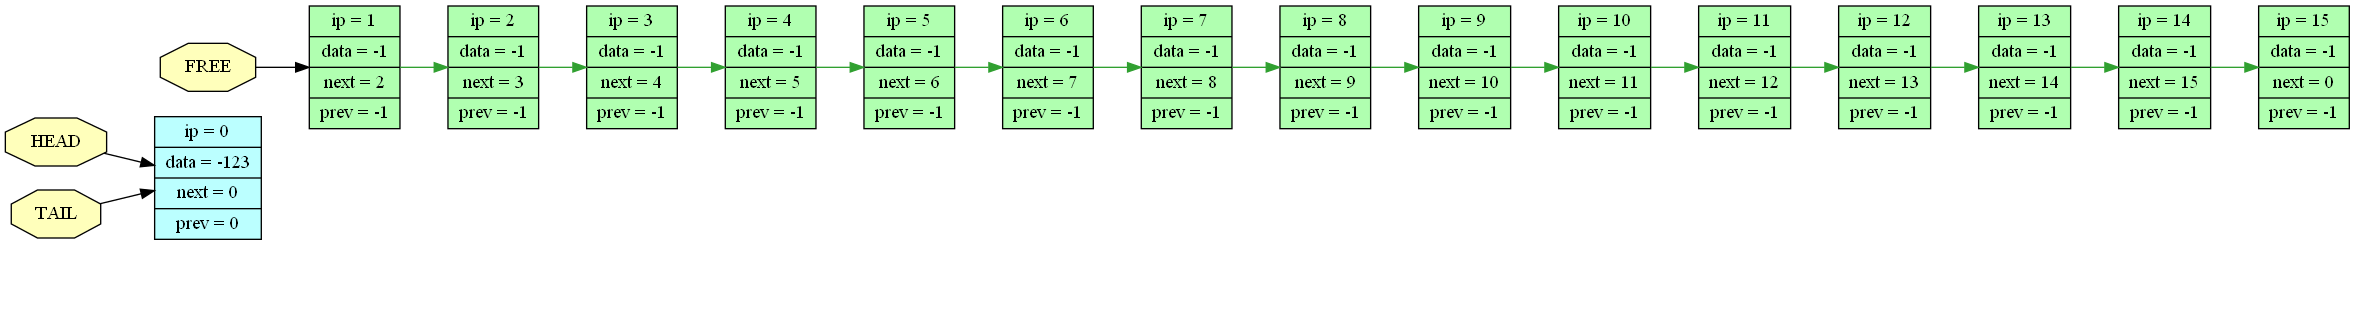 FREE
ip = 1
data = -1
next = 2
prev = -1
ip = 2
data = -1
next = 3
prev = -1
ip = 3
data = -1
next = 4
prev = -1
ip = 4
data = -1
next = 5
prev = -1
ip = 5
data = -1
next = 6
prev = -1
ip = 6
data = -1
next = 7
prev = -1
ip = 7
data = -1
next = 8
prev = -1
ip = 8
data = -1
next = 9
prev = -1
ip = 9
data = -1
next = 10
prev = -1
ip = 10
data = -1
next = 11
prev = -1
ip = 11
data = -1
next = 12
prev = -1
ip = 12
data = -1
next = 13
prev = -1
ip = 13
data = -1
next = 14
prev = -1
ip = 14
data = -1
next = 15
prev = -1
ip = 15
data = -1
next = 0
prev = -1
HEAD
TAIL
ip = 0
data = -123
next = 0
prev = 0